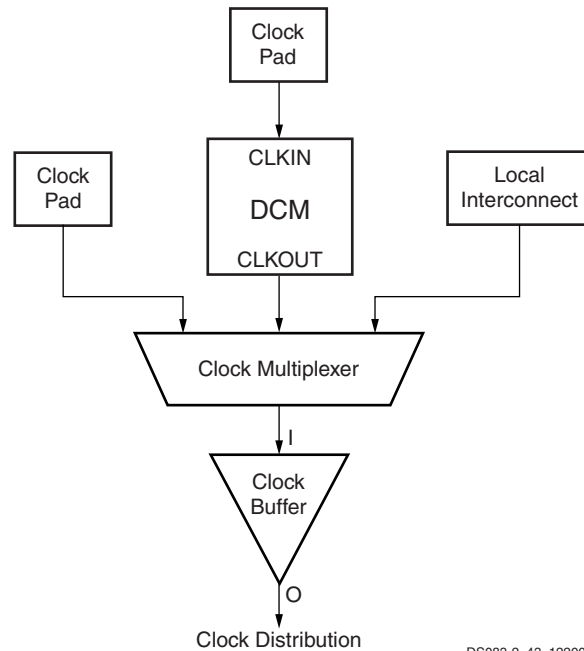 Clock
Pad
CLKIN
DCM
CLKOUT
Clock
Pad
Local
Interconnect
Clock Multiplexer
I
Clock
Buffer
O
Clock Distribution